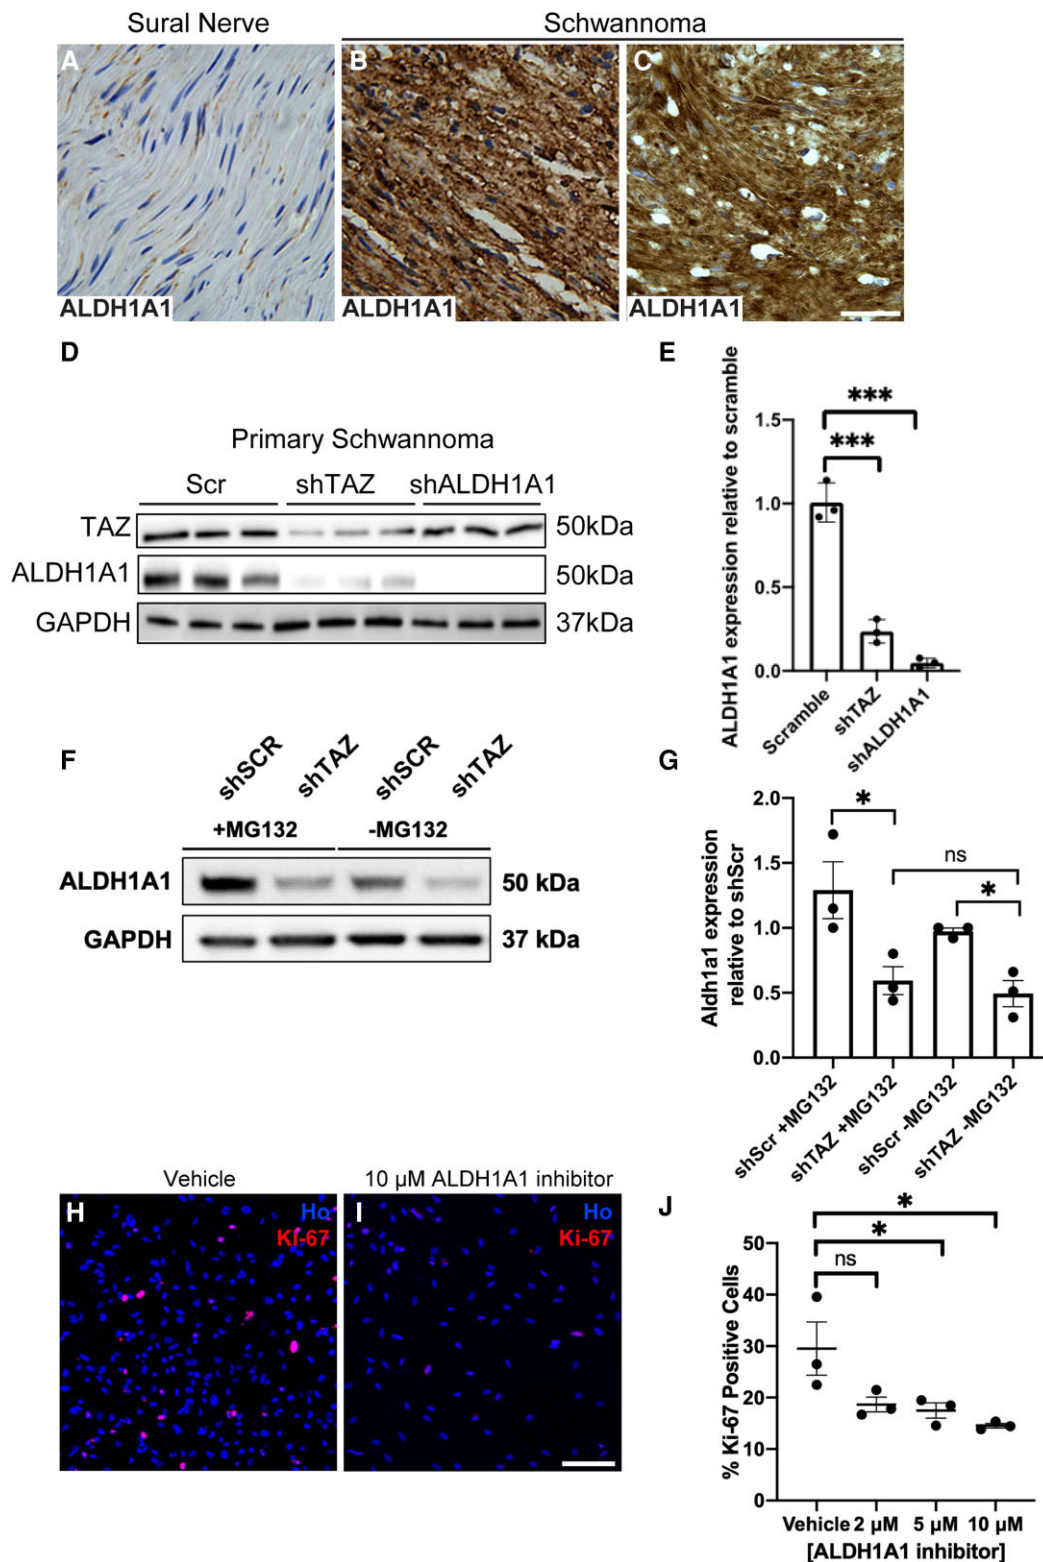 Sural Nerve
Schwannoma
A
B
C
ALDH1A1
ALDH1A1
ALDH1A1
D
Primary Schwannoma
Scr shTAZ shALDH1A1
TAZ 50kDa
ALDH1A1 50kDa
GAPDH 37kDa
E
ALDH1A1 expression relative to scramble
***
***
1.5
1.0
0.5
0.0
Scramble
shTAZ
shALDH1A1
F
shSCR shTAZ shSCR shTAZ
+MG132 -MG132
ALDH1A1 50 kDa
GAPDH 37 kDa
G
Aldh1a1 expression
relative to shScr
2.0
1.5
1.0
0.5
0.0
*
ns
*
shScr +MG132
shTAZ +MG132
shScr -MG132
shTAZ -MG132
Vehicle
10 µM ALDH1A1 inhibitor
H
Ho
Ki-67
I
Ho
Ki-67
J
% Ki-67 Positive Cells
50
40
30
20
10
0
*
*
ns
Vehicle 2 µM 5 µM 10 µM
[ALDH1A1 inhibitor]